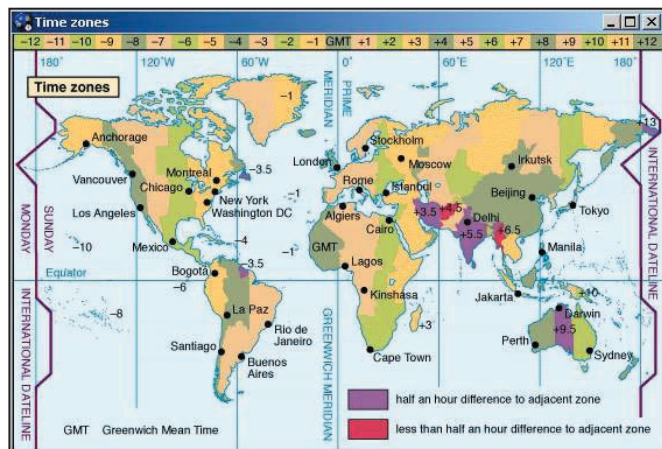 Time zones
-12 -11 -10 -9 -8 -7 -6 -5 -4 -3 -2 -1 GMT +1 +2 +3 +4 +5 +6 +7 +8 +9 +10 +11 +12
180° 120°W 60°W PRIME MERIDIAN 0° 60°E 120°E 180°
Time zones
-1
+13
Anchorage
Stockholm
Moscow
Irkutsk
London
-3.5
Vancouver
Montreal
Chicago
Rome
Istanbul
Beijing
New York
Washington DC
-1
Los Angeles
Algiers
Cairo
+3.5
+4.5
Delhi
+5.5
+6.5
Tokyo
MONDAY
SUNDAY
INTERNATIONAL DATELINE
-10
Mexico
-4
-3.5
-1
GMT
Manila
Equator
Bogotá
-6
Lagos
Kinshasa
Jakarta
+10
Darwin
-8
La Paz
Rio de
Janeiro
+3
+9.5
Perth
Santiago
Buenos
Aires
Cape Town
Sydney
INTERNATIONAL DATELINE
GREENWICH MERIDIAN
half an hour difference to adjacent zone
less than half an hour difference to adjacent zone
GMT Greenwich Mean Time